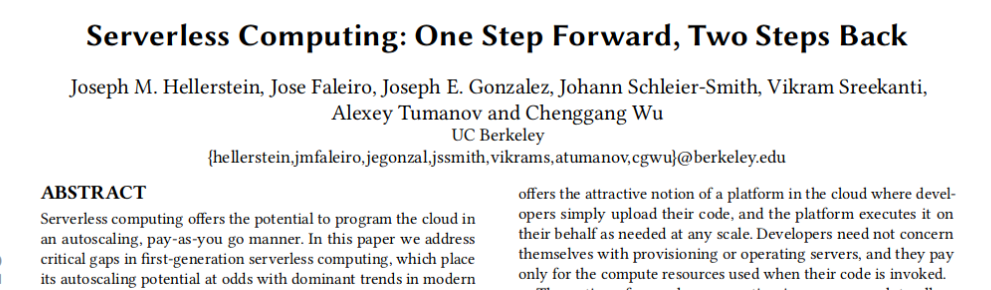 Serverless Computing: One Step Forward, Two Steps Back
Joseph M. Hellerstein, Jose Faleiro, Joseph E. Gonzalez, Johann Schleier-Smith, Vikram Sreekanti,
Alexey Tumanov and Chenggang Wu
UC Berkeley
{hellerstein,jmfaleiro,jegonzal,jssmith,vikrams,atumanov,cgwu}@berkeley.edu
ABSTRACT
Serverless computing offers the potential to program the cloud in
an autoscaling, pay-as-you go manner. In this paper we address
critical gaps in first-generation serverless computing, which place
its autoscaling potential at odds with dominant trends in modern
offers the attractive notion of a platform in the cloud where devel-
opers simply upload their code, and the platform executes it on
their behalf as needed at any scale. Developers need not concern
themselves with provisioning or operating servers, and they pay
only for the compute resources used when their code is invoked.